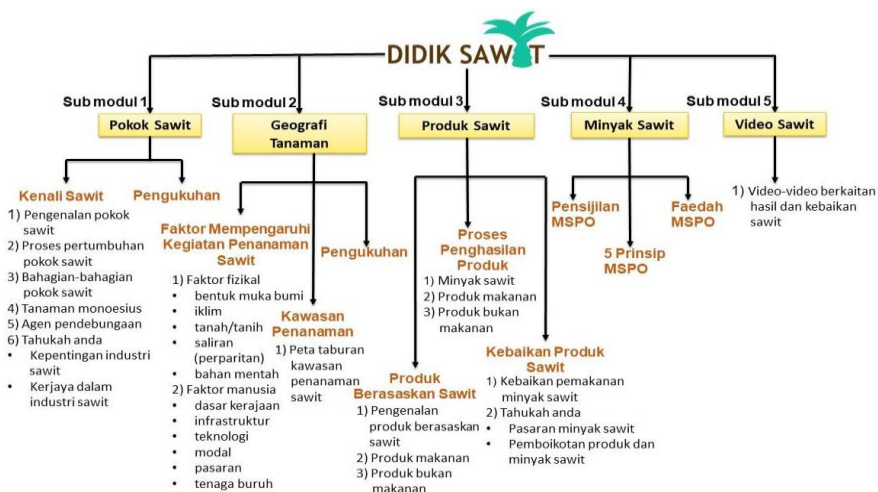 DIDIK SAWIT
Sub modul 1
Pokok Sawit
Kenali Sawit
1) Pengenalan pokok
sawit
2) Proses pertumbuhan
pokok sawit
3) Bahagian-bahagian
pokok sawit
4) Tanaman monoesius
5) Agen pendebungaan
6) Tahukah anda
• Kepentingan industri
sawit
• Kerjaya dalam
industri sawit
Pengukuhan
Sub modul 2
Geografi
Tanaman
Faktor Mempengaruhi
Kegiatan Penanaman
Sawit
1) Faktor fizikal
• bentuk muka bumi
• iklim
• tanah/tanih
• saliran
(perparitan)
• bahan mentah
2) Faktor manusia
• dasar kerajaan
• infrastruktur
• teknologi
• modal
• pasaran
• tenaga buruh
Kawasan
Penanaman
1) Peta taburan
kawasan
penanaman
sawit
Pengukuhan
Sub modul 3
Produk Sawit
Produk
Berasaskan Sawit
1) Pengenalan
produk berasaskan
sawit
2) Produk makanan
3) Produk bukan
makanan
Proses
Penghasilan
Produk
1) Minyak sawit
2) Produk makanan
3) Produk bukan
makanan
Kebaikan Produk
Sawit
1) Kebaikan pemakanan
minyak sawit
2) Tahukah anda
• Pasaran minyak sawit
• Pemboikotan produk dan
minyak sawit
Sub modul 4
Minyak Sawit
Pensijilan
MSPO
5 Prinsip
MSPO
Faedah
MSPO
Sub modul 5
Video Sawit
1) Video-video berkaitan
hasil dan kebaikan
sawit